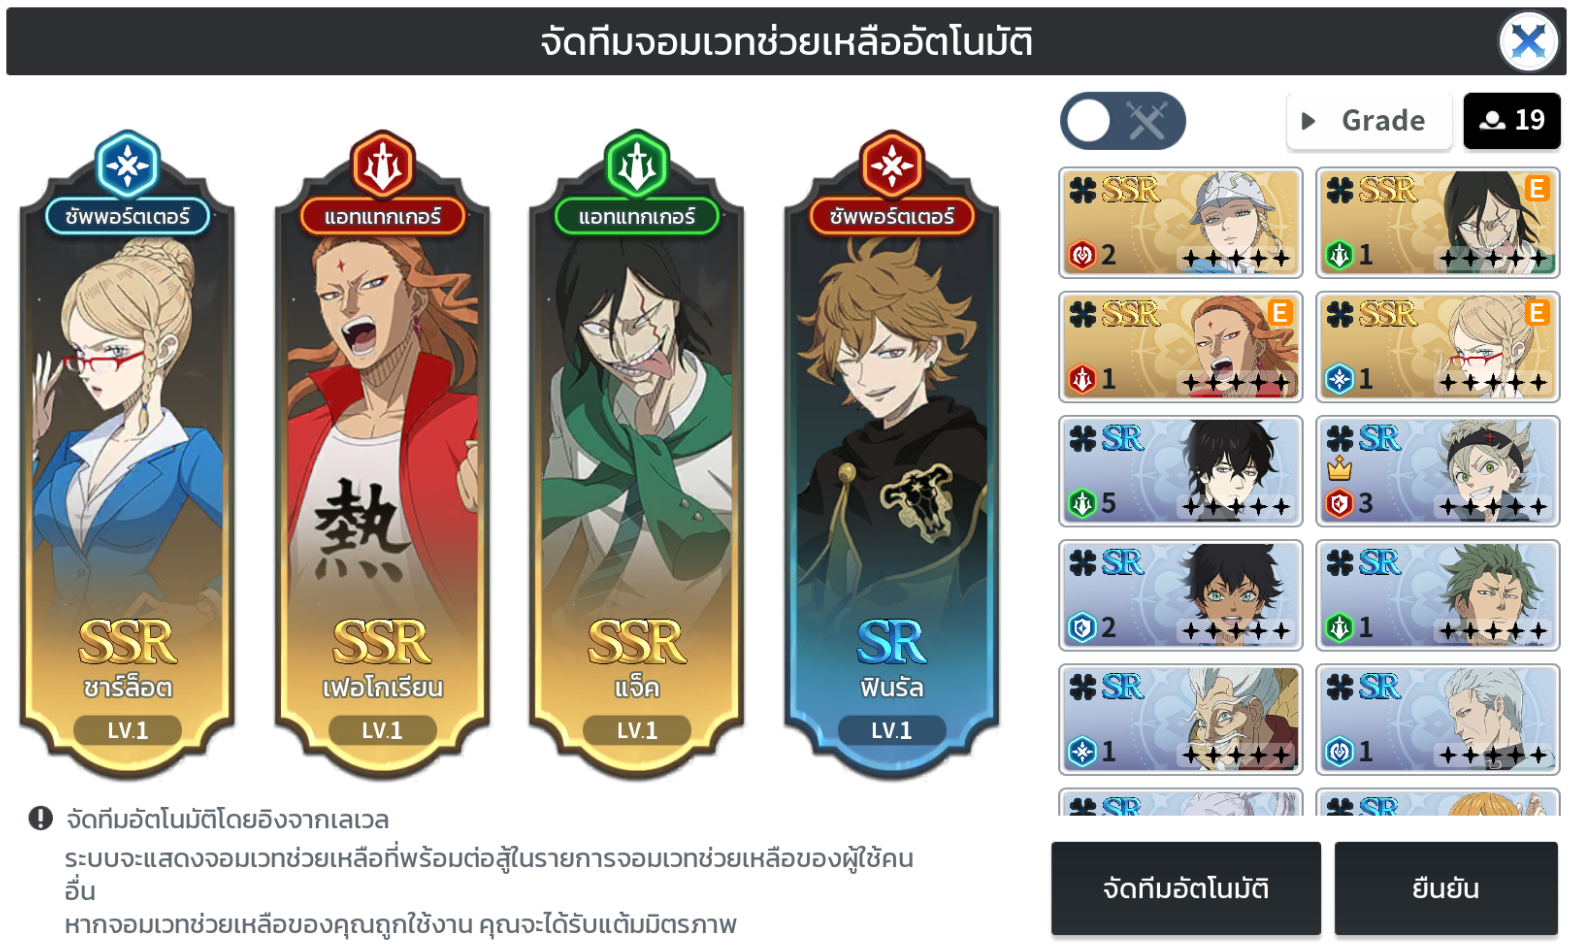 จัดทีมจอมเวทช่วยเหลืออัตโนมัติ
Grade
19
ซัพพอร์ตเตอร์
แอทแทกเกอร์
แอทแทกเกอร์
ซัพพอร์ตเตอร์
熱
SSR
ชาร์ล็อต
LV.1
SSR
เฟอโกเรียน
LV.1
SSR
แจ็ค
LV.1
SR
ฟินรัล
LV.1
SSR
2
SSR
E
1
SSR
E
1
SSR
E
1
SR
5
SR
3
SR
2
SR
1
SR
1
SR
1
SR
SR
จัดทีมอัตโนมัติโดยอิงจากเลเวล
ระบบจะแสดงจอมเวทช่วยเหลือที่พร้อมต่อสู้ในรายการจอมเวทช่วยเหลือของผู้ใช้คน
อื่น
หากจอมเวทช่วยเหลือของคุณถูกใช้งาน คุณจะได้รับแต้มมิตรภาพ
จัดทีมอัตโนมัติ
ยืนยัน